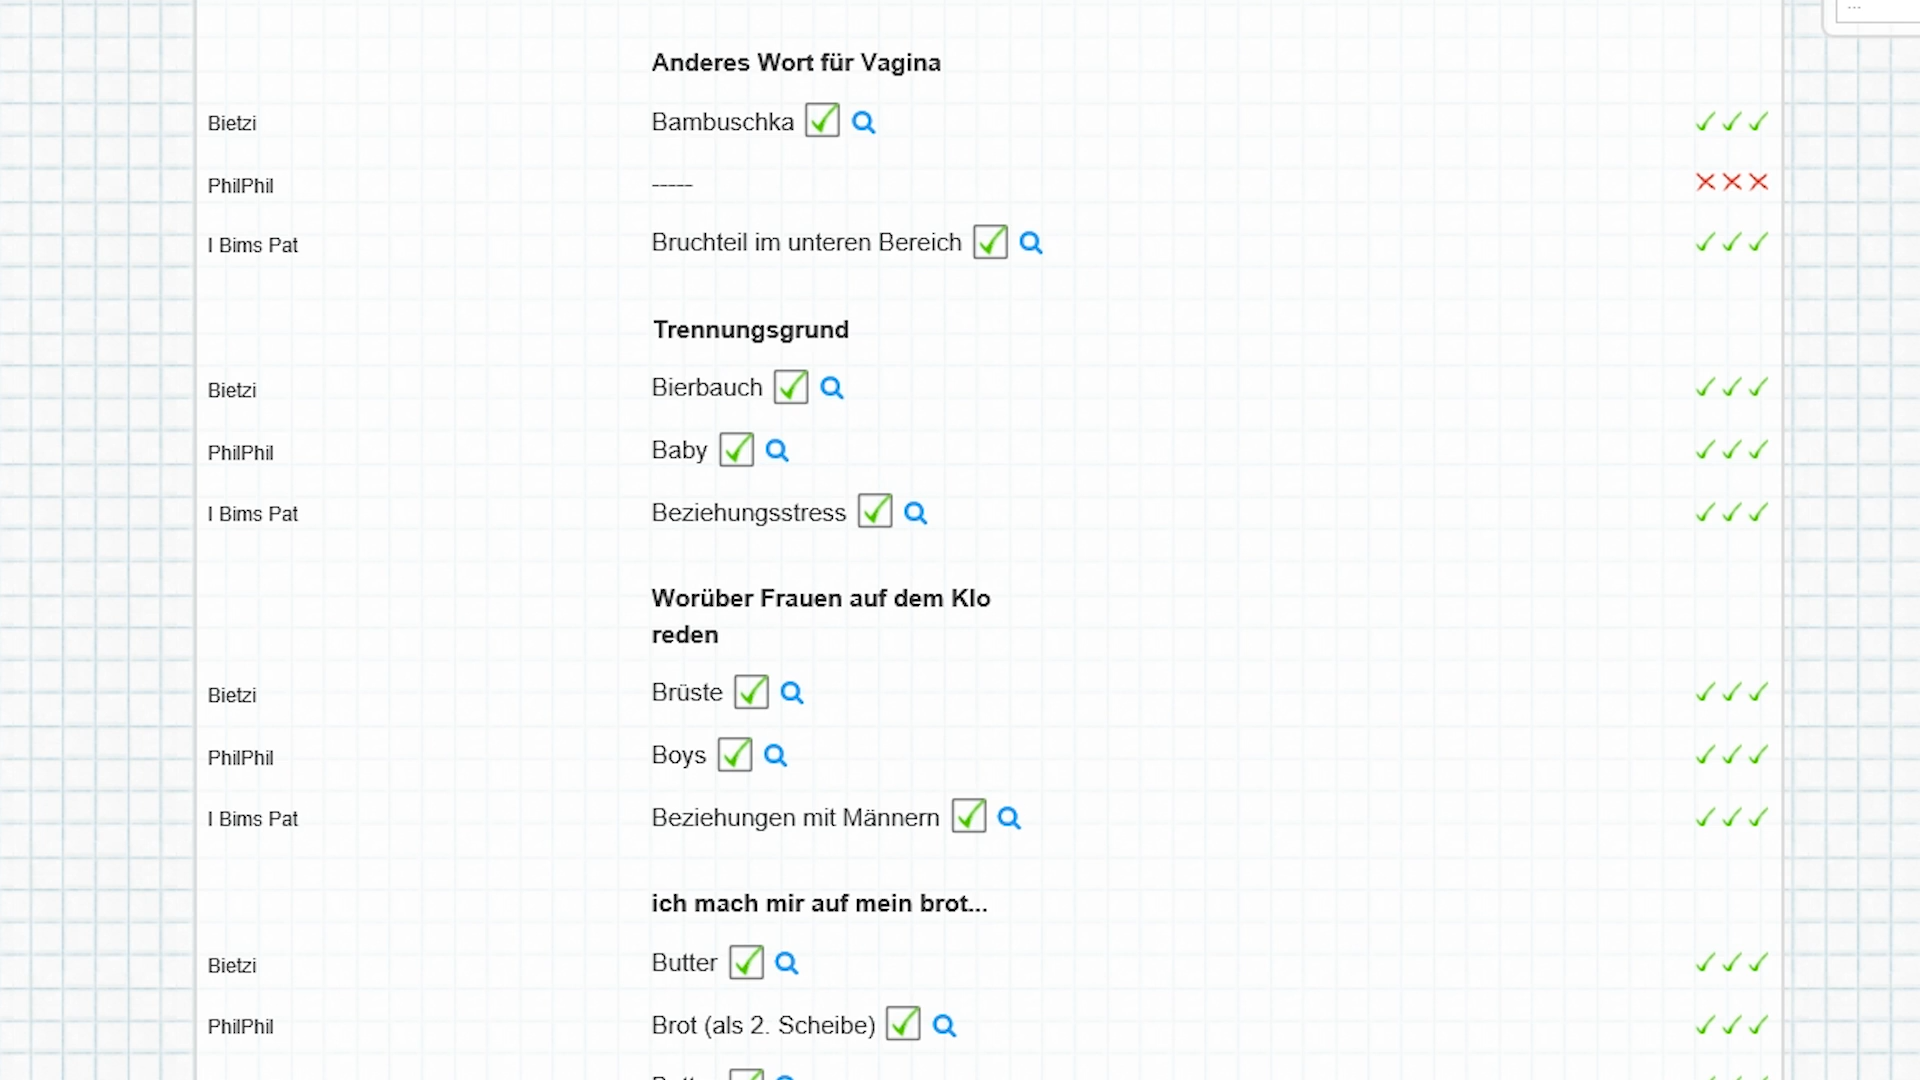 ...
Anderes Wort für Vagina
Bietzi Bambuschka
PhilPhil -----
I Bims Pat Bruchteil im unteren Bereich
Trennungsgrund
Bietzi Bierbauch
PhilPhil Baby
I Bims Pat Beziehungsstress
Worüber Frauen auf dem Klo
reden
Bietzi Brüste
PhilPhil Boys
I Bims Pat Beziehungen mit Männern
ich mach mir auf mein brot...
Bietzi Butter
PhilPhil Brot (als 2. Scheibe)